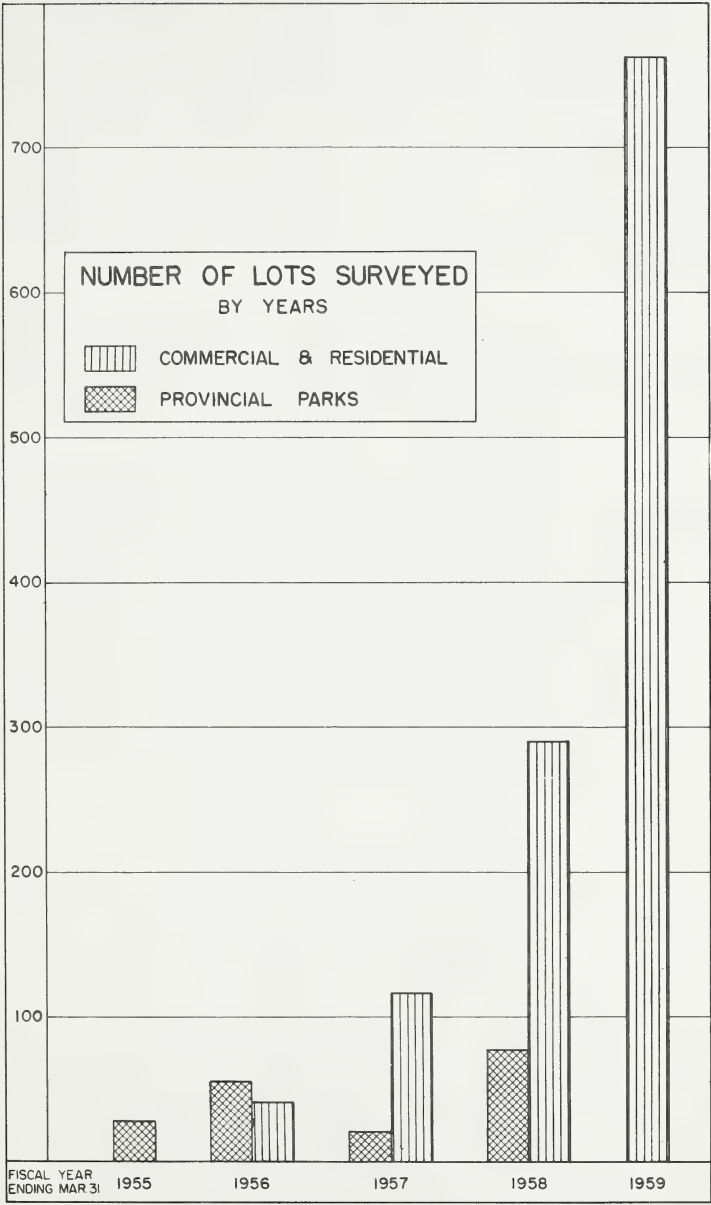 700
600
500
400
300
200
100
NUMBER OF LOTS SURVEYED
BY YEARS
COMMERCIAL & RESIDENTIAL
PROVINCIAL PARKS
FISCAL YEAR
ENDING MAR. 31 1955 1956 1957 1958 1959